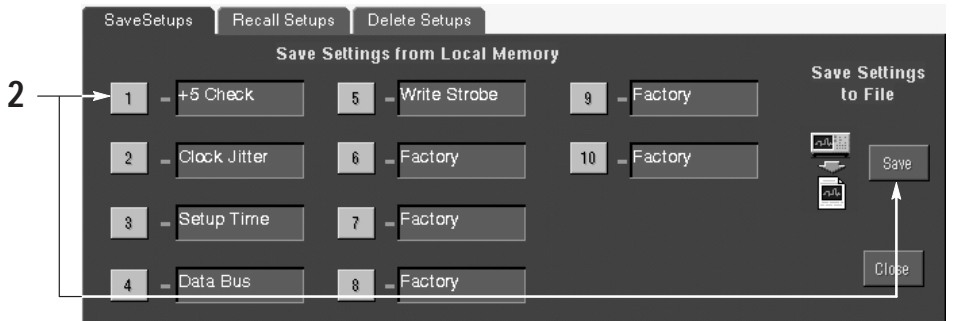 SaveSetups Recall Setups Delete Setups
Save Settings from Local Memory
Save Settings
to File
2
1 +5 Check
5 Write Strobe
9 Factory
2 Clock Jitter
6 Factory
10 Factory
Save
3 Setup Time
7 Factory
4 Data Bus
8 Factory
Close